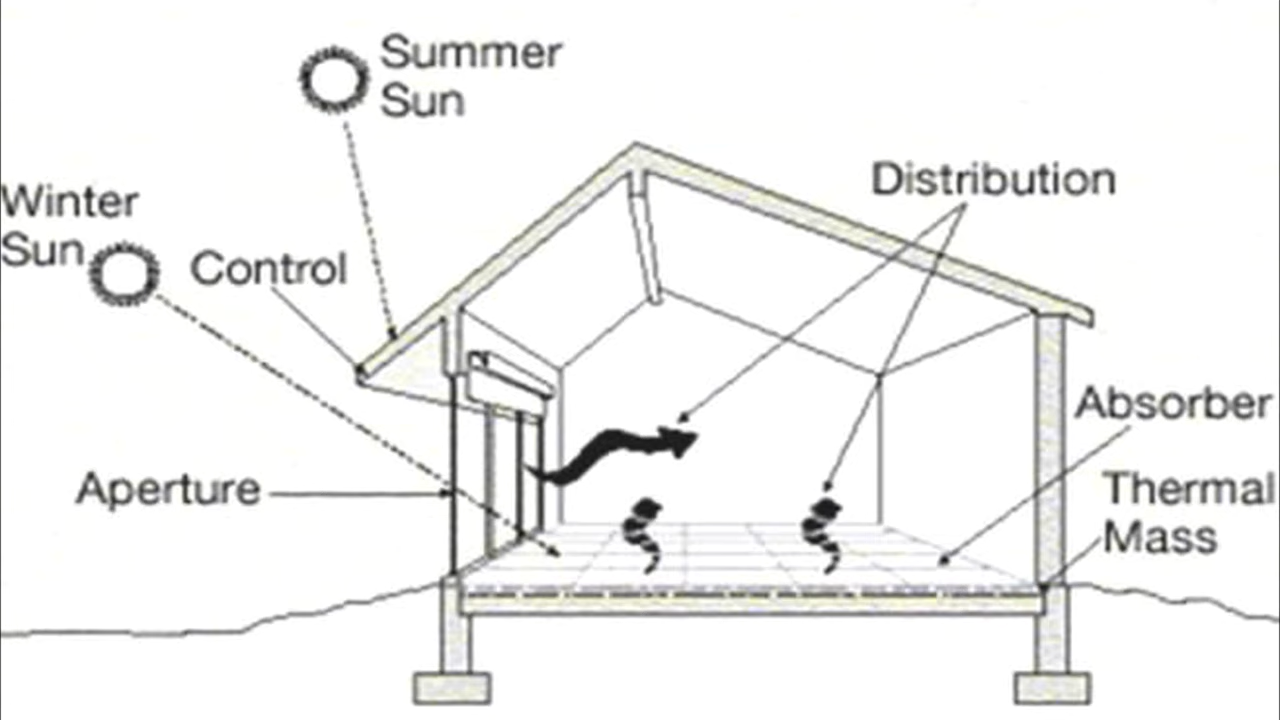 Summer
Sun
Winter
Sun
Control
Distribution
Absorber
Aperture
Thermal
Mass